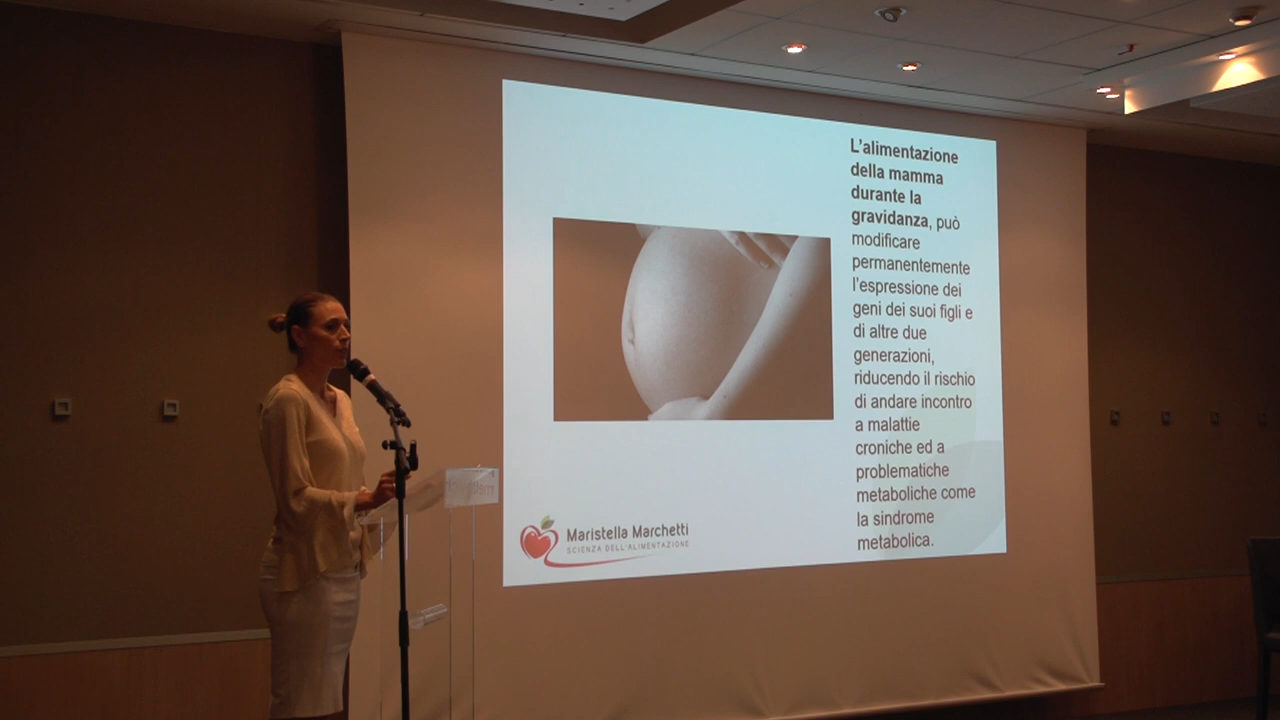 L'alimentazione
della mamma
durante la
gravidanza, può
modificare
permanentemente
l'espressione dei
geni dei suoi figli e
di altre due
generazioni,
riducendo il rischio
di andare incontro
a malattie
croniche ed a
problematiche
metaboliche come
la sindrome
metabolica.
Maristella Marchetti
SCIENZA DELL'ALIMENTAZIONE